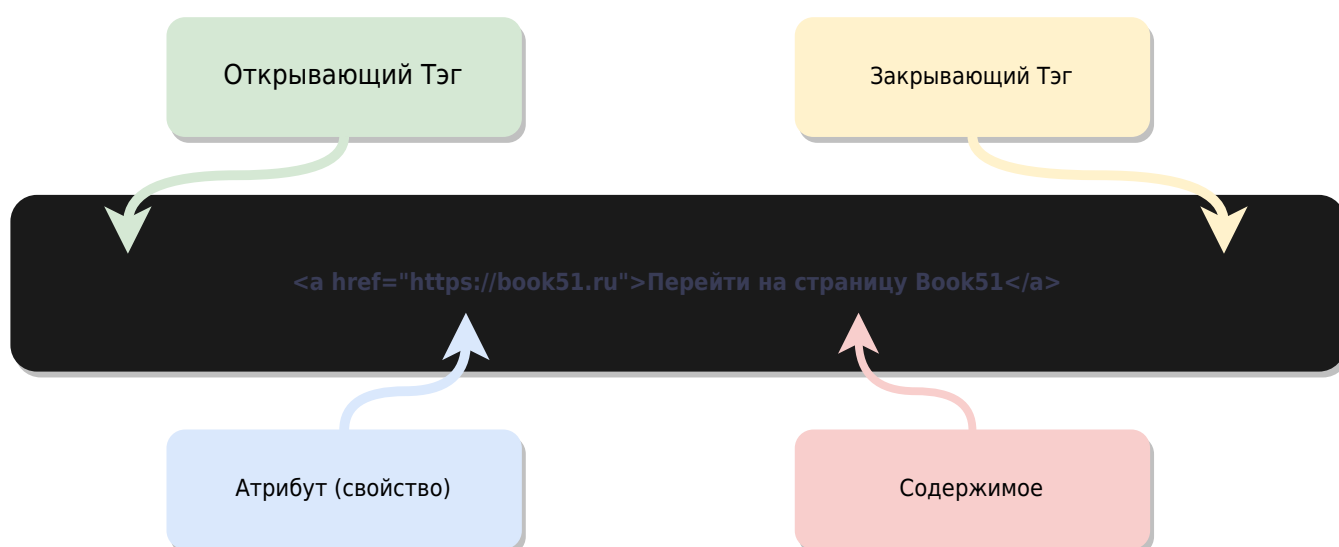 Открывающий Тэг
Закрывающий Тэг
<a href="https://book51.ru">Перейти на страницу Book51</a>
Атрибут (свойство)
Содержимое